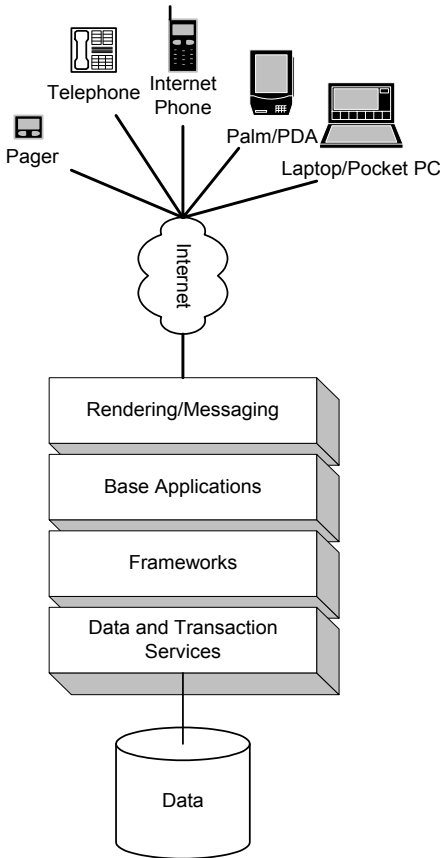 Telephone
Internet
Phone
Pager
Palm/PDA
Laptop/Pocket PC
Internet
Rendering/Messaging
Base Applications
Frameworks
Data and Transaction
Services
Data